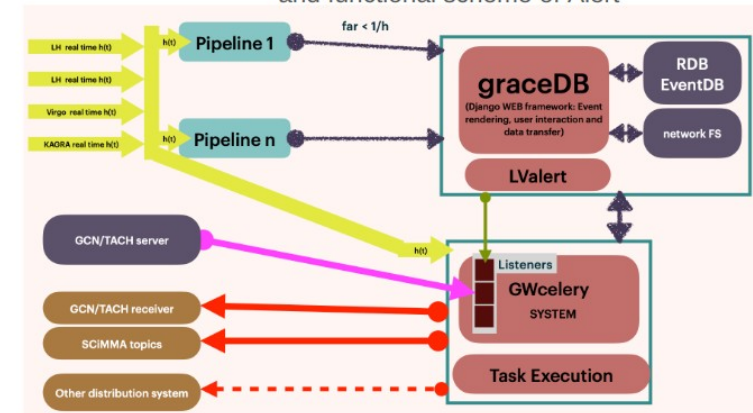 and functional scheme of Alert
far < 1/h
LH real time h(t)
LH real time h(t)
Virgo real time h(t)
KAORA real time h(t)
h(t)
Pipeline 1
h(t)
Pipeline n
graceDB
(Django WEB framework: Event
rendering, user interaction and
data transfer)
RDB
EventDB
network FS
LValert
GCN/TACH server
h(t)
Listeners
GWcelery
SYSTEM
GCN/TACH receiver
SCiMMA topics
Other distribution system
Task Execution